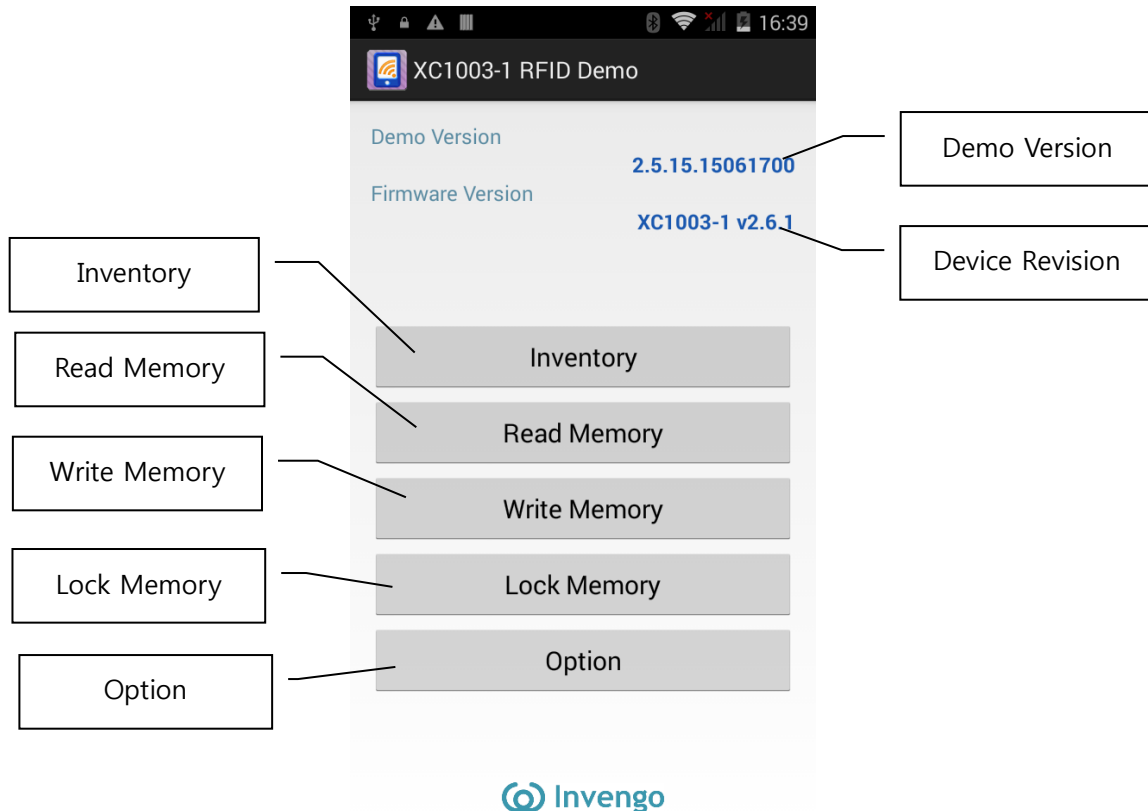 16:39
XC1003-1 RFID Demo
Demo Version
2.5.15.15061700
Demo Version
Firmware Version
XC1003-1 v2.6.1
Device Revision
Inventory
Inventory
Read Memory
Read Memory
Write Memory
Write Memory
Lock Memory
Lock Memory
Option
Option
Invengo